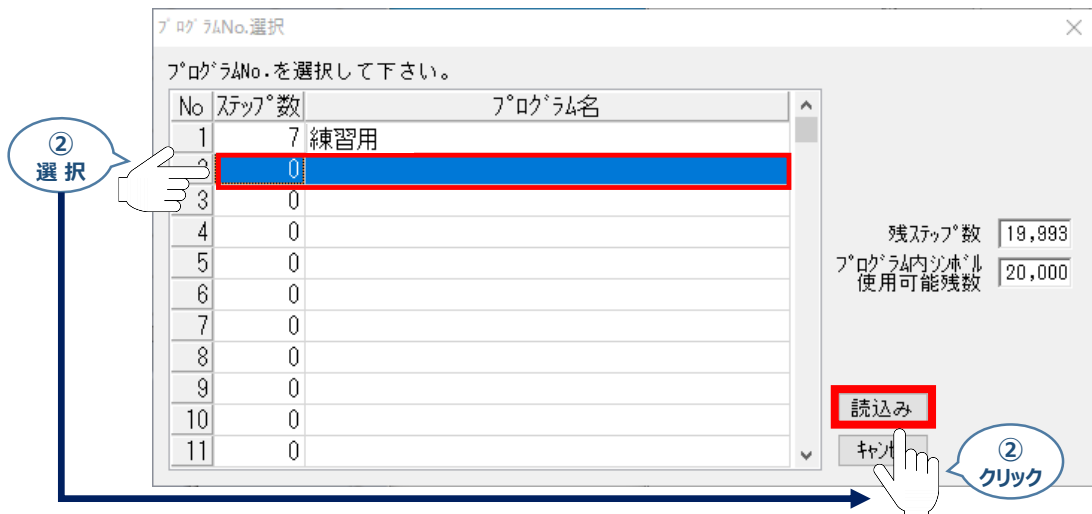 プログラムNo.選択
プログラムNo.を選択して下さい。
No ステップ数 プログラム名
1 7 練習用
2 0
3 0
4 0
5 0
6 0
7 0
8 0
9 0
10 0
11 0
② 
選択
残ステップ数 19,993
プログラム内シンボル
使用可能残数 20,000
読込み
キャンセ
②
クリック